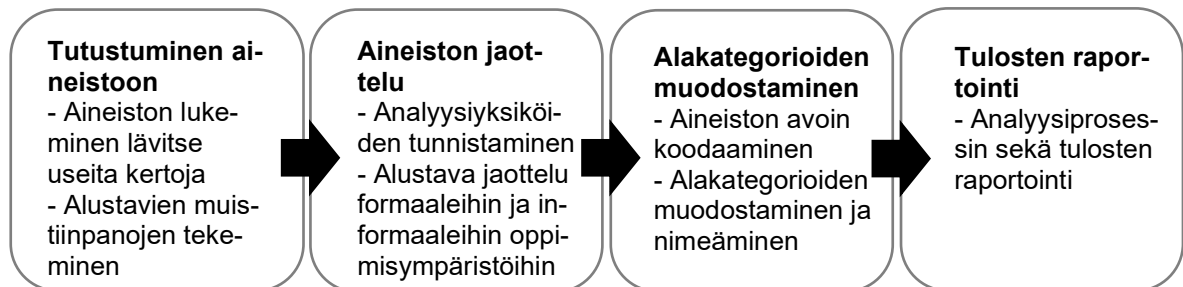 Tutustuminen ai-
neistoon
- Aineiston luke-
minen lävitse
useita kertoja
- Alustavien muis-
tiinpanojen teke-
minen
Aineiston jaot-
telu
- Analyysiyksiköi-
den tunnistaminen
- Alustava jaottelu
formaaleihin ja in-
formaaleihin oppi-
misympäristöihin
Alakategorioiden
muodostaminen
- Aineiston avoin
koodaaminen
- Alakategorioiden
muodostaminen ja
nimeäminen
Tulosten rapor-
tointi
- Analyysiproses-
sin sekä tulosten
raportointi